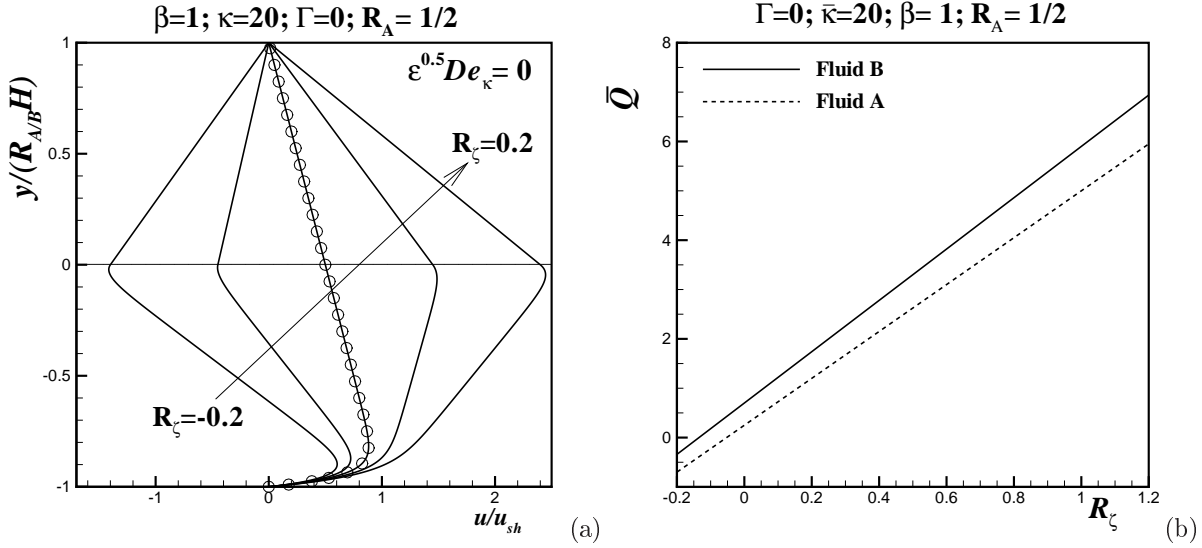 β=1; κ=20; Γ=0; R_A= 1/2
ε^0.5 De_κ = 0
R_ζ=0.2
R_ζ=-0.2
y/(R_A/B H)
1
0.5
0
-0.5
-1
-1
0
1
2
u/u_sh
(a)
Γ=0; κ̄=20; β= 1; R_A= 1/2
Fluid B
Fluid A
Q̄
8
6
4
2
0
-0.2
0
0.2
0.4
0.6
0.8
1
1.2
R_ζ
(b)